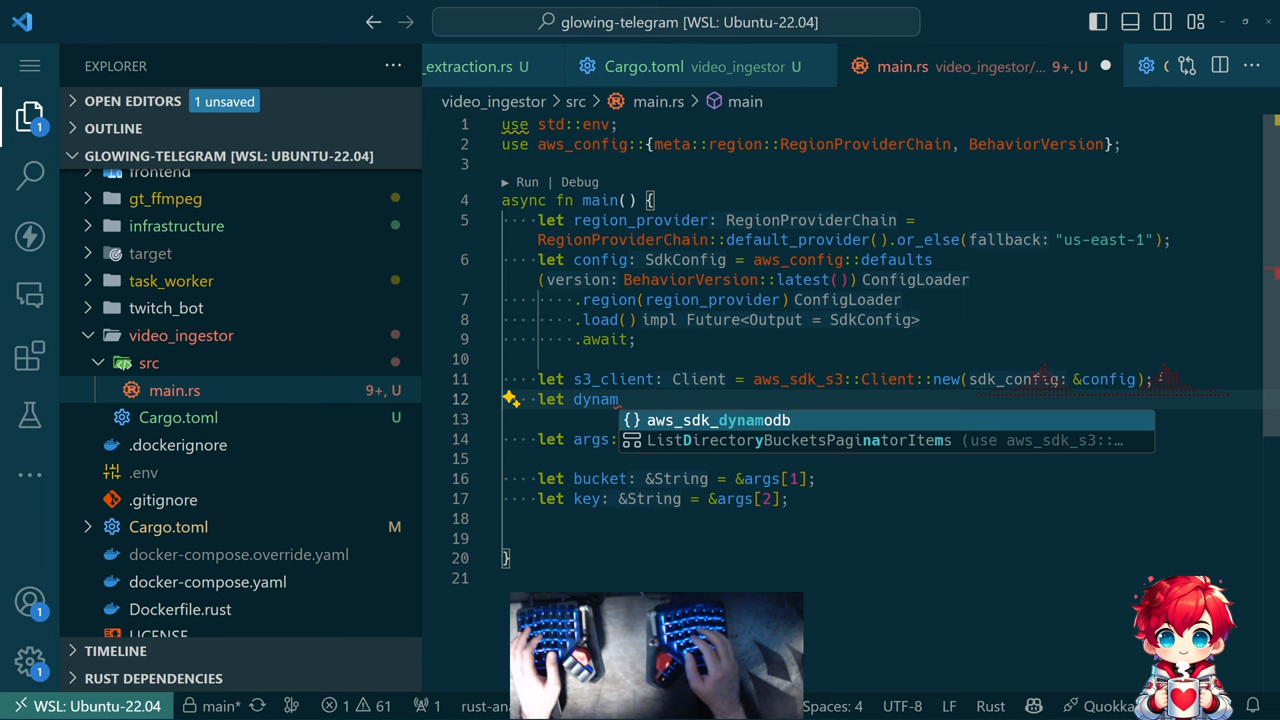 glowing-telegram [WSL: Ubuntu-22.04]
EXPLORER
_extraction.rs U
Cargo.toml video_ingestor U
main.rs video_ingestor/... 9+, U
OPEN EDITORS 1 unsaved
OUTLINE
GLOWING-TELEGRAM [WSL: UBUNTU-22.04]
frontend
gt_ffmpeg
infrastructure
target
task_worker
twitch_bot
video_ingestor
src
main.rs 9+, U
Cargo.toml U
.dockerignore
.env
.gitignore
Cargo.toml M
docker-compose.override.yaml
docker-compose.yaml
Dockerfile.rust
LICENSE
TIMELINE
RUST DEPENDENCIES
1
1
1
video_ingestor > src > main.rs > main
1 use std::env;
2 use aws_config::{meta::region::RegionProviderChain, BehaviorVersion};
3
Run | Debug
4 async fn main() {
5 let region_provider: RegionProviderChain =
RegionProviderChain::default_provider().or_else(fallback: "us-east-1");
6 let config: SdkConfig = aws_config::defaults
(version: BehaviorVersion::latest()) ConfigLoader
7 .region(region_provider) ConfigLoader
8 .load() impl Future<Output = SdkConfig>
9 .await;
10
11 let s3_client: Client = aws_sdk_s3::Client::new(sdk_config: &config);
12 let dynam
{} aws_sdk_dynamodb
ListDirectoryBucketsPaginatorItems (use aws_sdk_s3::…
13
14 let args:
15
16 let bucket: &String = &args[1];
17 let key: &String = &args[2];
18
19
20 }
21
WSL: Ubuntu-22.04 main* 1 61 1 rust-an Spaces: 4 UTF-8 LF Rust Quokka